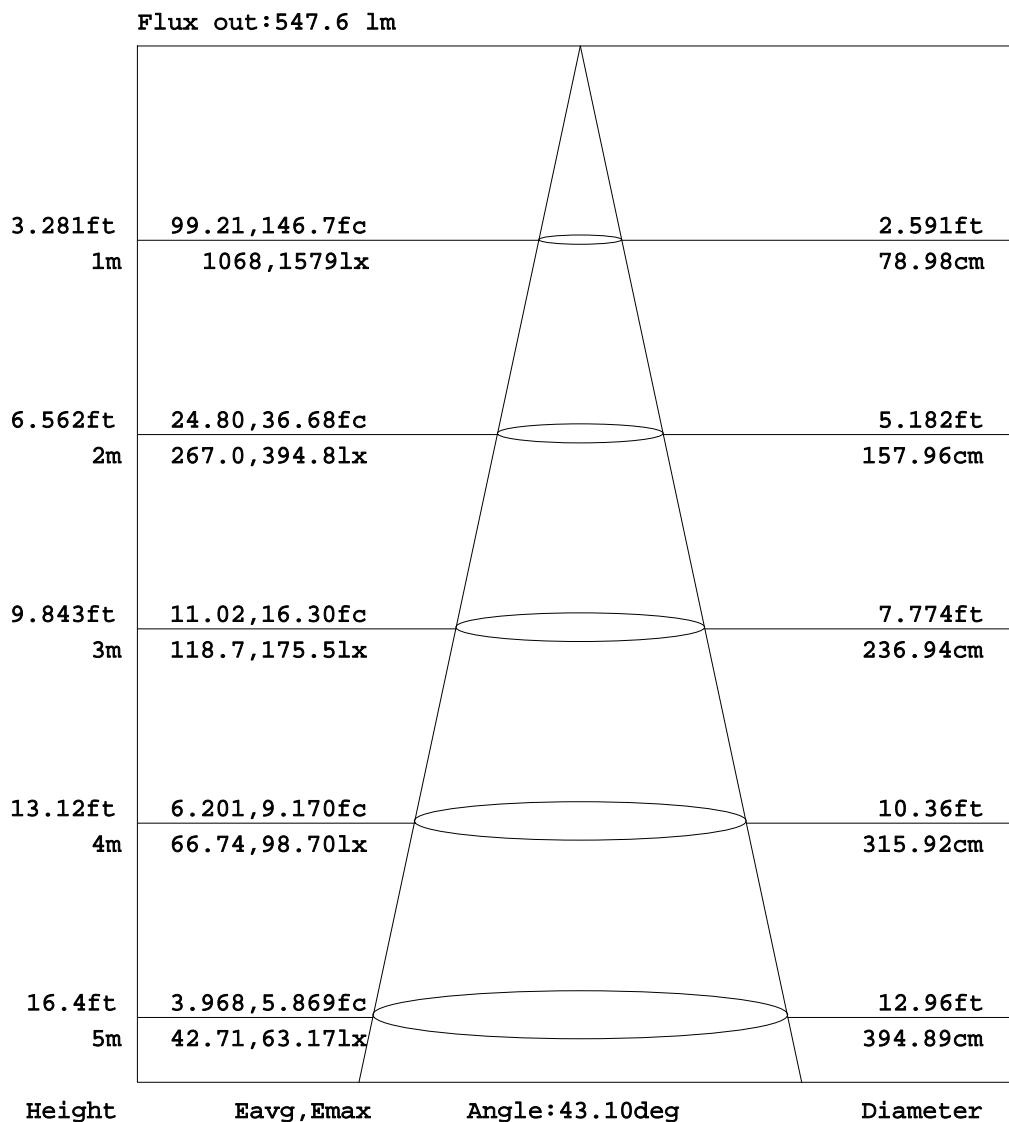 Flux out:547.6 lm
3.281ft 99.21,146.7fc 2.591ft
1m 1068,1579lx 78.98cm
6.562ft 24.80,36.68fc 5.182ft
2m 267.0,394.8lx 157.96cm
9.843ft 11.02,16.30fc 7.774ft
3m 118.7,175.5lx 236.94cm
13.12ft 6.201,9.170fc 10.36ft
4m 66.74,98.70lx 315.92cm
16.4ft 3.968,5.869fc 12.96ft
5m 42.71,63.17lx 394.89cm
Height Eavg,Emax Angle:43.10deg Diameter